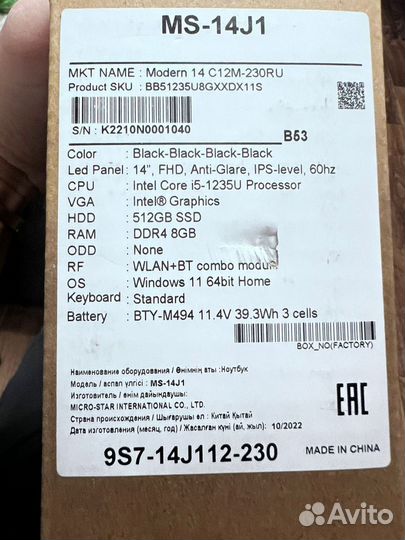 MS-14J1
MKT NAME : Modern 14 C12M-230RU
Product SKU : BB51235U8GXXDX11S
S/N : K2210N0001040
B53
Color : Black-Black-Black-Black
Led Panel : 14", FHD, Anti-Glare, IPS-level, 60hz
CPU : Intel Core i5-1235U Processor
VGA : Intel® Graphics
HDD : 512GB SSD
RAM : DDR4 8GB
ODD : None
RF : WLAN+BT combo modul
OS : Windows 11 64bit Home
Keyboard : Standard
Battery : BTY-M494 11.4V 39.3Wh 3 cells
BOX_NO(FACTORY)
Наименование оборудования / Өнімнің аты : Ноутбук
Модель / аспап үлгісі : MS-14J1
Изготовитель / өнім дайындаушы:
MICRO-STAR INTERNATIONAL CO., LTD.
Страна происхождения / Шығарушы ел : Китай Қытай
Дата изготовления (месяц, год) / Жасалған күні (ай, жыл): 10/2022
EAC
9S7-14J112-230
MADE IN CHINA
Avito